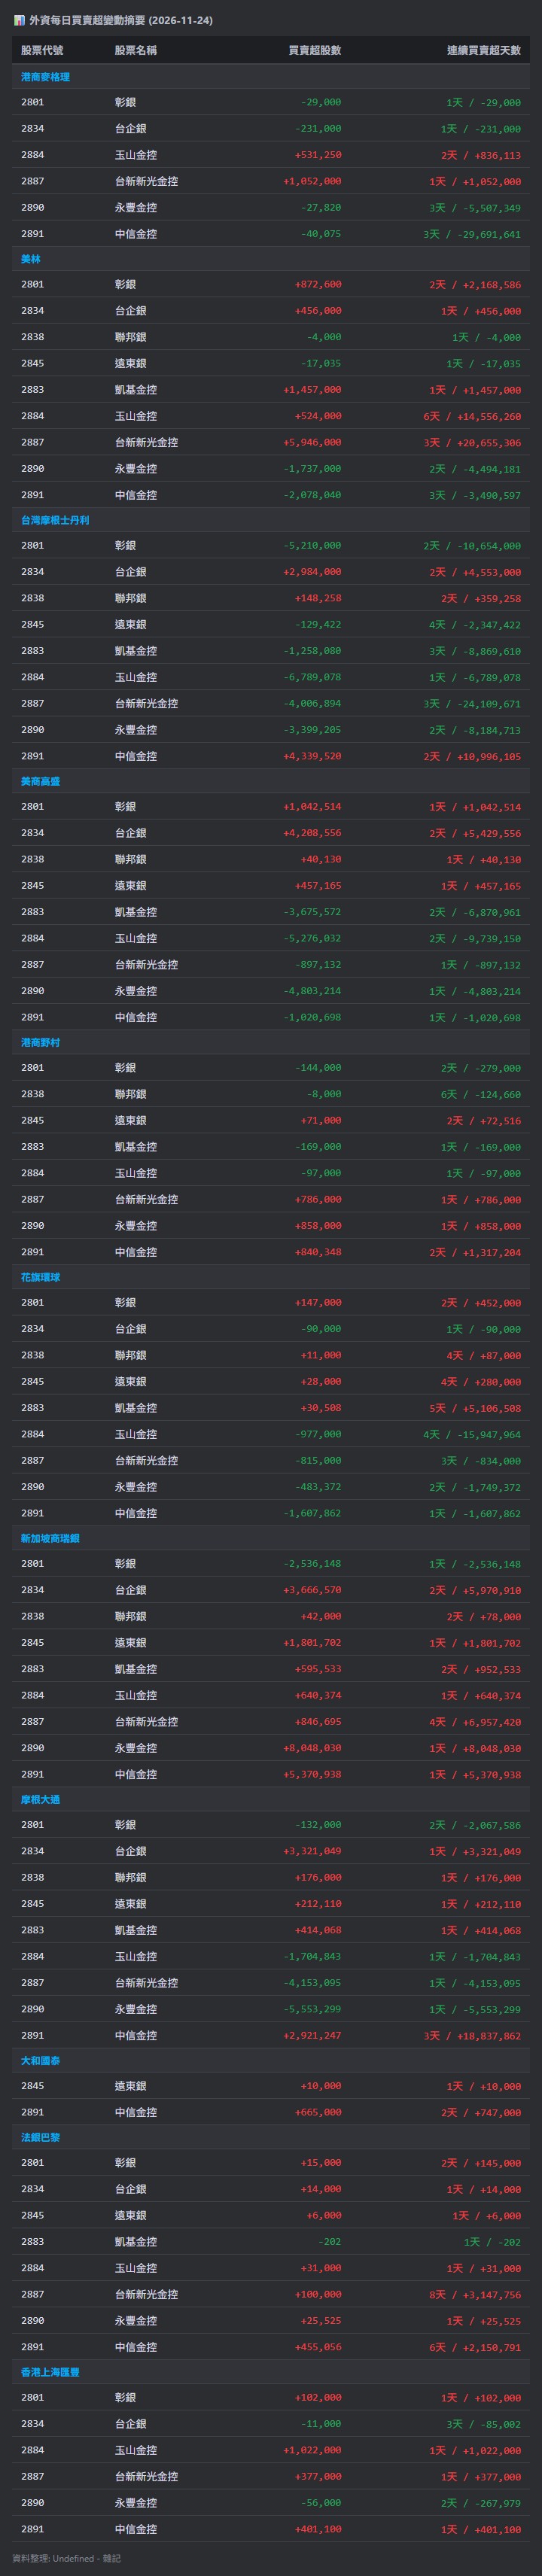 📊 外資每日買賣超變動摘要 (2026-11-24)
股票代號 股票名稱 買賣超股數 連續買賣超天數
港商麥格理
2801 彰銀 -29,000 1天 / -29,000
2834 台企銀 -231,000 1天 / -231,000
2884 玉山金控 +531,250 2天 / +836,113
2887 台新新光金控 +1,052,000 1天 / +1,052,000
2890 永豐金控 -27,820 3天 / -5,507,349
2891 中信金控 -40,075 3天 / -29,691,641
美林
2801 彰銀 +872,600 2天 / +2,168,586
2834 台企銀 +456,000 1天 / +456,000
2838 聯邦銀 -4,000 1天 / -4,000
2845 遠東銀 -17,035 1天 / -17,035
2883 凱基金控 +1,457,000 1天 / +1,457,000
2884 玉山金控 +524,000 6天 / +14,556,260
2887 台新新光金控 +5,946,000 3天 / +20,655,306
2890 永豐金控 -1,737,000 2天 / -4,494,181
2891 中信金控 -2,078,040 3天 / -3,490,597
台灣摩根士丹利
2801 彰銀 -5,210,000 2天 / -10,654,000
2834 台企銀 +2,984,000 2天 / +4,553,000
2838 聯邦銀 +148,258 2天 / +359,258
2845 遠東銀 -129,422 4天 / -2,347,422
2883 凱基金控 -1,258,080 3天 / -8,869,610
2884 玉山金控 -6,789,078 1天 / -6,789,078
2887 台新新光金控 -4,006,894 3天 / -24,109,671
2890 永豐金控 -3,399,205 2天 / -8,184,713
2891 中信金控 +4,339,520 2天 / +10,996,105
美商高盛
2801 彰銀 +1,042,514 1天 / +1,042,514
2834 台企銀 +4,208,556 2天 / +5,429,556
2838 聯邦銀 +40,130 1天 / +40,130
2845 遠東銀 +457,165 1天 / +457,165
2883 凱基金控 -3,675,572 2天 / -6,870,961
2884 玉山金控 -5,276,032 2天 / -9,739,150
2887 台新新光金控 -897,132 1天 / -897,132
2890 永豐金控 -4,803,214 1天 / -4,803,214
2891 中信金控 -1,020,698 1天 / -1,020,698
港商野村
2801 彰銀 -144,000 2天 / -279,000
2838 聯邦銀 -8,000 6天 / -124,660
2845 遠東銀 +71,000 2天 / +72,516
2883 凱基金控 -169,000 1天 / -169,000
2884 玉山金控 -97,000 1天 / -97,000
2887 台新新光金控 +786,000 1天 / +786,000
2890 永豐金控 +858,000 1天 / +858,000
2891 中信金控 +840,348 2天 / +1,317,204
花旗環球
2801 彰銀 +147,000 2天 / +452,000
2834 台企銀 -90,000 1天 / -90,000
2838 聯邦銀 +11,000 4天 / +87,000
2845 遠東銀 +28,000 4天 / +280,000
2883 凱基金控 +30,508 5天 / +5,106,508
2884 玉山金控 -977,000 4天 / -15,947,964
2887 台新新光金控 -815,000 3天 / -834,000
2890 永豐金控 -483,372 2天 / -1,749,372
2891 中信金控 -1,607,862 1天 / -1,607,862
新加坡商瑞銀
2801 彰銀 -2,536,148 1天 / -2,536,148
2834 台企銀 +3,666,570 2天 / +5,970,910
2838 聯邦銀 +42,000 2天 / +78,000
2845 遠東銀 +1,801,702 1天 / +1,801,702
2883 凱基金控 +595,533 2天 / +952,533
2884 玉山金控 +640,374 1天 / +640,374
2887 台新新光金控 +846,695 4天 / +6,957,420
2890 永豐金控 +8,048,030 1天 / +8,048,030
2891 中信金控 +5,370,938 1天 / +5,370,938
摩根大通
2801 彰銀 -132,000 2天 / -2,067,586
2834 台企銀 +3,321,049 1天 / +3,321,049
2838 聯邦銀 +176,000 1天 / +176,000
2845 遠東銀 +212,110 1天 / +212,110
2883 凱基金控 +414,068 1天 / +414,068
2884 玉山金控 -1,704,843 1天 / -1,704,843
2887 台新新光金控 -4,153,095 1天 / -4,153,095
2890 永豐金控 -5,553,299 1天 / -5,553,299
2891 中信金控 +2,921,247 3天 / +18,837,862
大和國泰
2845 遠東銀 +10,000 1天 / +10,000
2891 中信金控 +665,000 2天 / +747,000
法銀巴黎
2801 彰銀 +15,000 2天 / +145,000
2834 台企銀 +14,000 1天 / +14,000
2845 遠東銀 +6,000 1天 / +6,000
2883 凱基金控 -202 1天 / -202
2884 玉山金控 +31,000 1天 / +31,000
2887 台新新光金控 +100,000 8天 / +3,147,756
2890 永豐金控 +25,525 1天 / +25,525
2891 中信金控 +455,056 6天 / +2,150,791
香港上海匯豐
2801 彰銀 +102,000 1天 / +102,000
2834 台企銀 -11,000 3天 / -85,002
2884 玉山金控 +1,022,000 1天 / +1,022,000
2887 台新新光金控 +377,000 1天 / +377,000
2890 永豐金控 -56,000 2天 / -267,979
2891 中信金控 +401,100 1天 / +401,100
資料整理: Undefined - 雜記